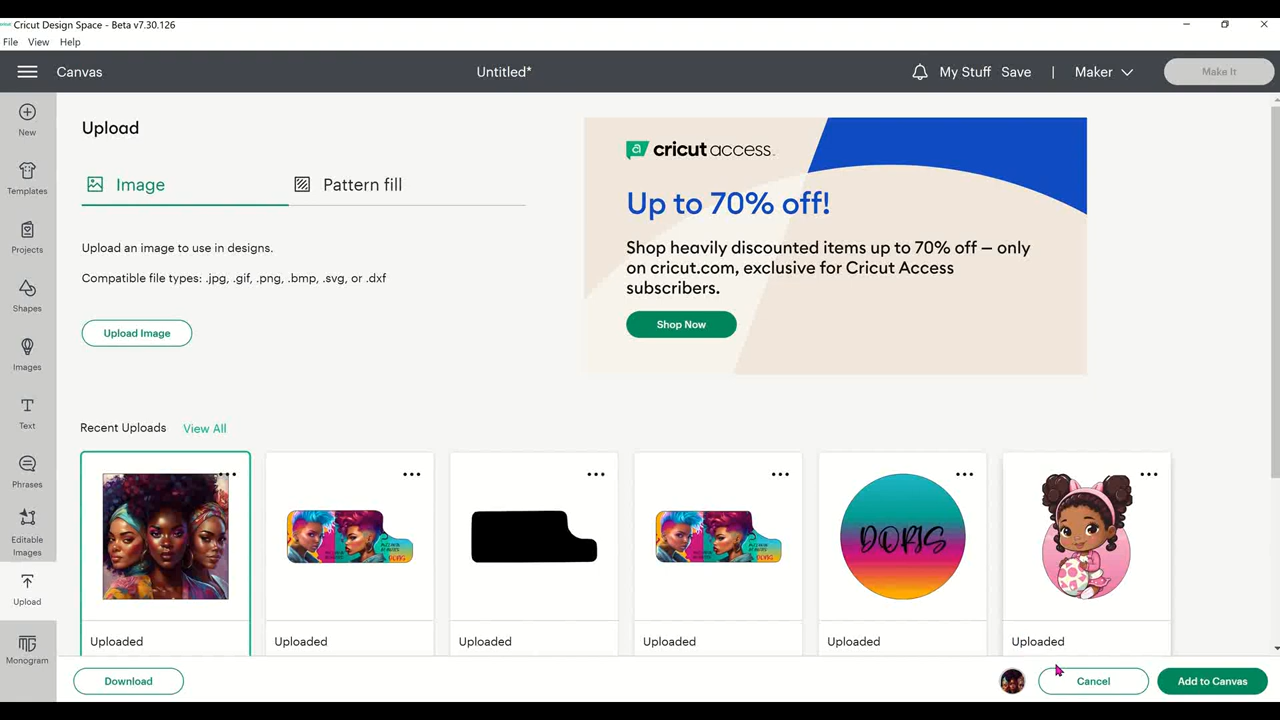 Cricut Design Space - Beta v7.30.126
File View Help
Canvas
Untitled*
My Stuff Save | Maker
Make It
New
Templates
Projects
Shapes
Images
Text
Phrases
Editable
Images
Upload
Monogram
Upload
Image
Pattern fill
Upload an image to use in designs.
Compatible file types: .jpg, .gif, .png, .bmp, .svg, or .dxf
Upload Image
cricut access™
Up to 70% off!
Shop heavily discounted items up to 70% off — only
on cricut.com, exclusive for Cricut Access
subscribers.
Shop Now
Recent Uploads View All
DORIS
Uploaded
Uploaded
Uploaded
Uploaded
Uploaded
Uploaded
Download
Cancel
Add to Canvas